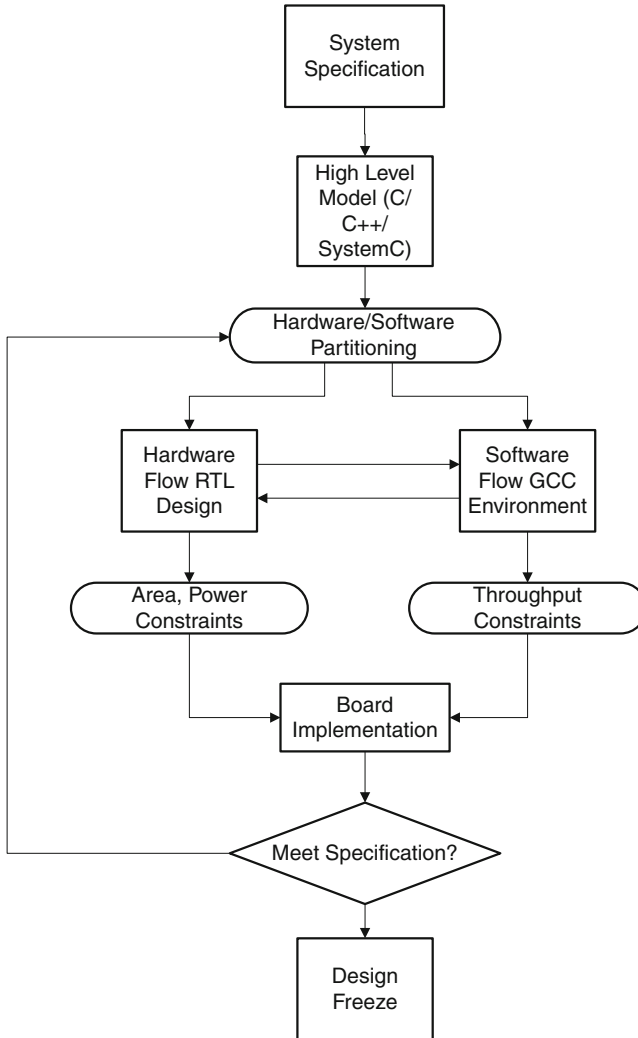 System
Specification
High Level
Model (C/
C++/
SystemC)
Hardware/Software
Partitioning
Hardware
Flow RTL
Design
Software
Flow GCC
Environment
Area, Power
Constraints
Throughput
Constraints
Board
Implementation
Meet Specification?
Design
Freeze